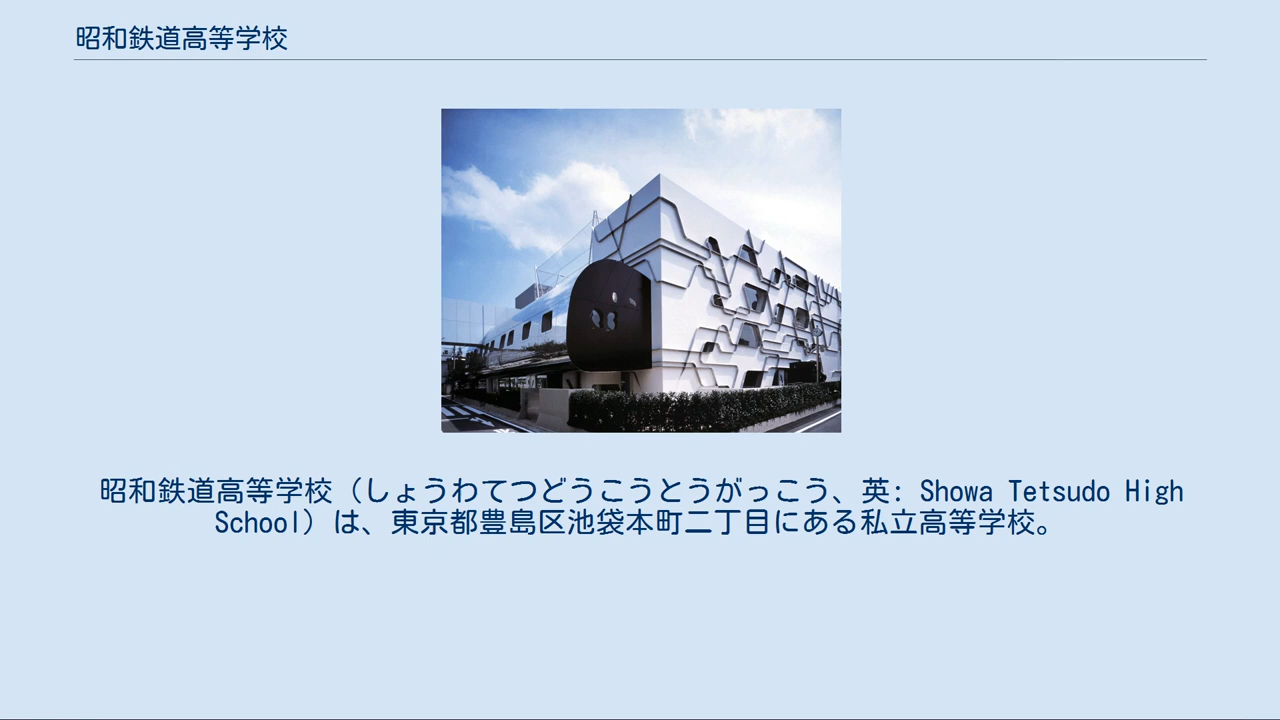 昭和鉄道高等学校
昭和鉄道高等学校（しょうわてつどうこうとうがっこう、英: Showa Tetsudo High
School）は、東京都豊島区池袋本町二丁目にある私立高等学校。